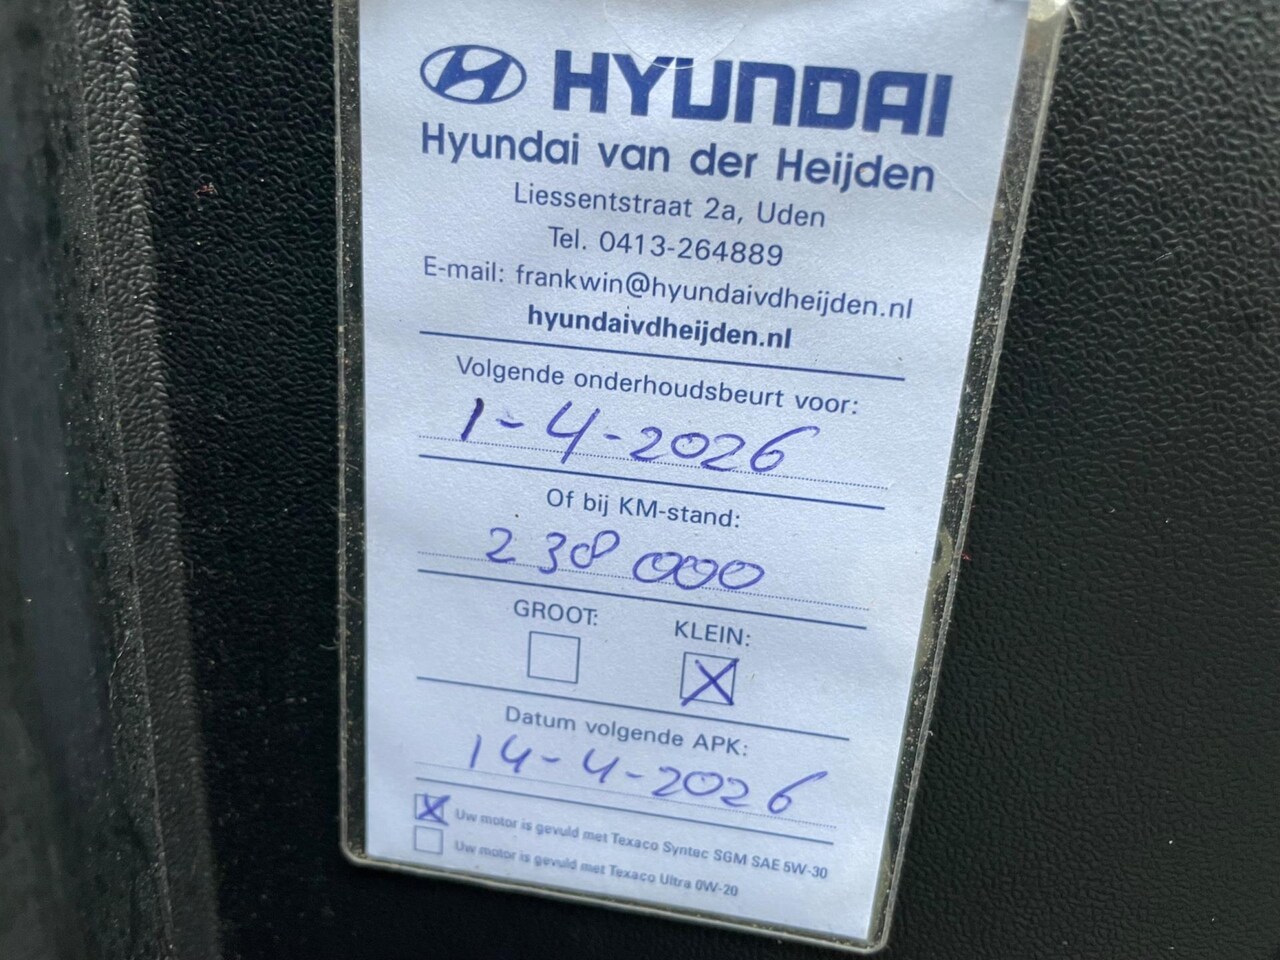 HYUNDAI
Hyundai van der Heijden
Liessentstraat 2a, Uden
Tel. 0413-264889
E-mail: frankwin@hyundaivdheijden.nl
hyundaivdheijden.nl
Volgende onderhoudsbeurt voor:
1-4-2026
Of bij KM-stand:
238 000
GROOT: KLEIN:
X
Datum volgende APK:
14-4-2026
X Uw motor is gevuld met Texaco Syntec SGM SAE 5W-30
Uw motor is gevuld met Texaco Ultra 0W-20